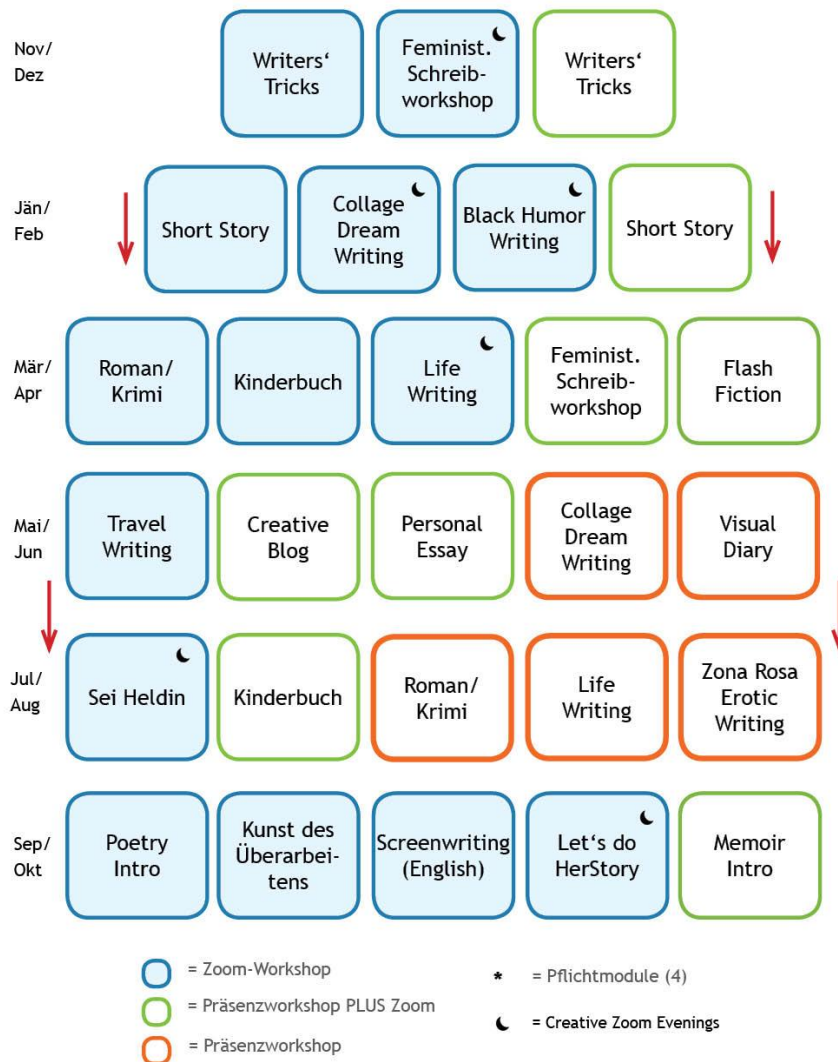 Nov/
Dez
Writers‘
Tricks
Feminist.
Schreib-
workshop
Writers‘
Tricks
Jän/
Feb
Short Story
Collage
Dream
Writing
Black Humor
Writing
Short Story
Mär/
Apr
Roman/
Krimi
Kinderbuch
Life
Writing
Feminist.
Schreib-
workshop
Flash
Fiction
Mai/
Jun
Travel
Writing
Creative
Blog
Personal
Essay
Collage
Dream
Writing
Visual
Diary
Jul/
Aug
Sei Heldin
Kinderbuch
Roman/
Krimi
Life
Writing
Zona Rosa
Erotic
Writing
Sep/
Okt
Poetry
Intro
Kunst des
Überarbei-
tens
Screenwriting
(English)
Let‘s do
HerStory
Memoir
Intro
= Zoom-Workshop
= Präsenzworkshop PLUS Zoom
= Präsenzworkshop
* = Pflichtmodule (4)
= Creative Zoom Evenings